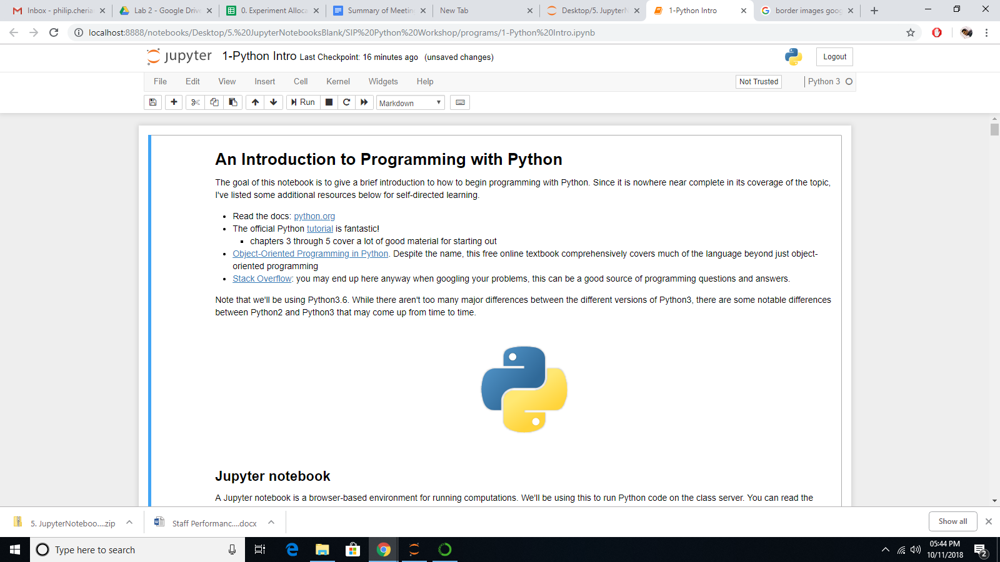 Inbox - philip.cheria
Lab 2 - Google Drive
0. Experiment Alloca
Summary of Meetin
New Tab
Desktop/5. JupyterN
1-Python Intro
border images goog
localhost:8888/notebooks/Desktop/5.%20JupyterNotebooksBlank/SIP%20Python%20Workshop/programs/1-Python%20Intro.ipynb
jupyter 1-Python Intro Last Checkpoint: 16 minutes ago (unsaved changes)
Logout
File Edit View Insert Cell Kernel Widgets Help
Not Trusted
Python 3
Run
Markdown
An Introduction to Programming with Python
The goal of this notebook is to give a brief introduction to how to begin programming with Python. Since it is nowhere near complete in its coverage of the topic,
I've listed some additional resources below for self-directed learning.
• Read the docs: python.org
• The official Python tutorial is fantastic!
▪ chapters 3 through 5 cover a lot of good material for starting out
• Object-Oriented Programming in Python. Despite the name, this free online textbook comprehensively covers much of the language beyond just object-
oriented programming
• Stack Overflow: you may end up here anyway when googling your problems, this can be a good source of programming questions and answers.
Note that we'll be using Python3.6. While there aren't too many major differences between the different versions of Python3, there are some notable differences
between Python2 and Python3 that may come up from time to time.
Jupyter notebook
A Jupyter notebook is a browser-based environment for running computations. We'll be using this to run Python code on the class server. You can read the
5. JupyterNoteboo....zip
Staff Performanc....docx
Show all
Type here to search
05:44 PM
10/11/2018
2